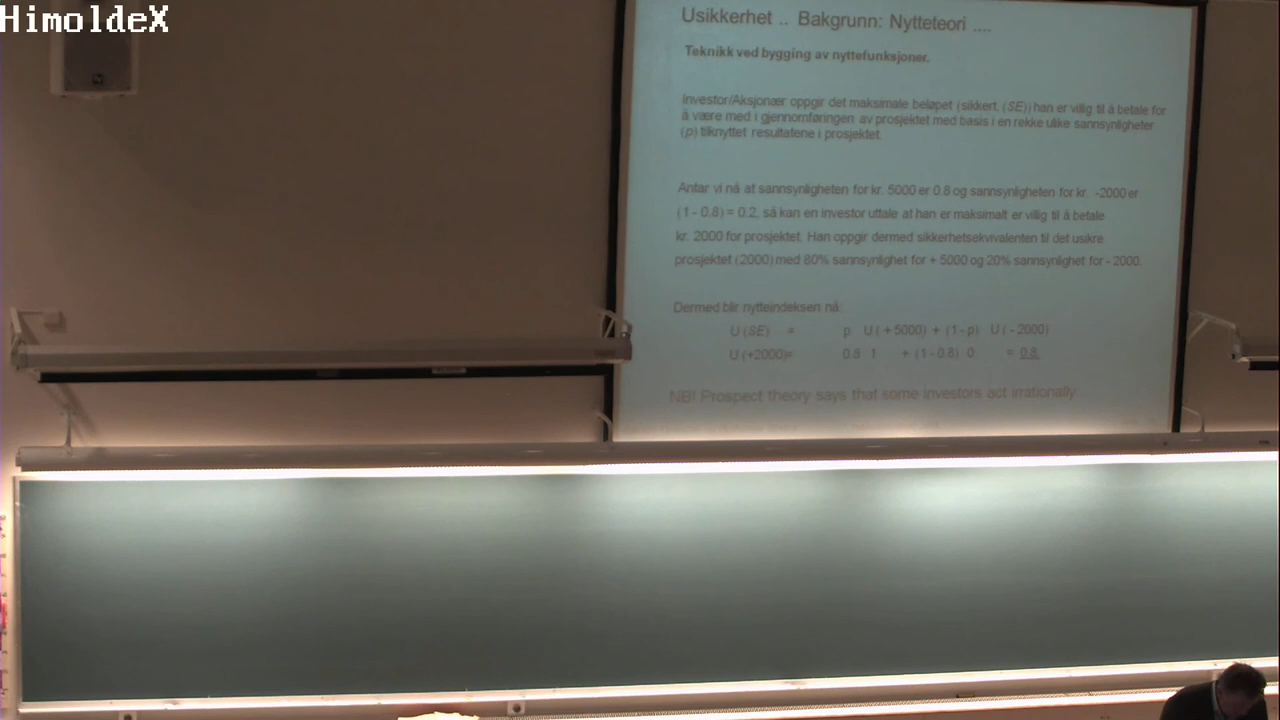 HimoldeX
Usikkerhet .. Bakgrunn: Nytteteori ....
Teknikk ved bygging av nyttefunksjoner.
Investor/Aksjonær oppgir det maksimale beløpet (sikkert, (SE)) han er villig til å betale for
å være med i gjennomføringen av prosjektet med basis i en rekke ulike sannsynligheter
(p) tilknyttet resultatene i prosjektet.
Antar vi nå at sannsynligheten for kr. 5000 er 0.8 og sannsynligheten for kr. -2000 er
(1 - 0.8) = 0.2, så kan en investor uttale at han er maksimalt er villig til å betale
kr. 2000 for prosjektet. Han oppgir dermed sikkerhetsekvivalenten til det usikre
prosjektet (2000) med 80% sannsynlighet for + 5000 og 20% sannsynlighet for - 2000.
Dermed blir nytteindeksen nå:
U (SE) = p U ( + 5000) + (1 - p) U ( - 2000)
U (+2000)= 0.8 1 + (1 - 0.8) 0 = 0.8.
NB! Prospect theory says that some investors act irrationally